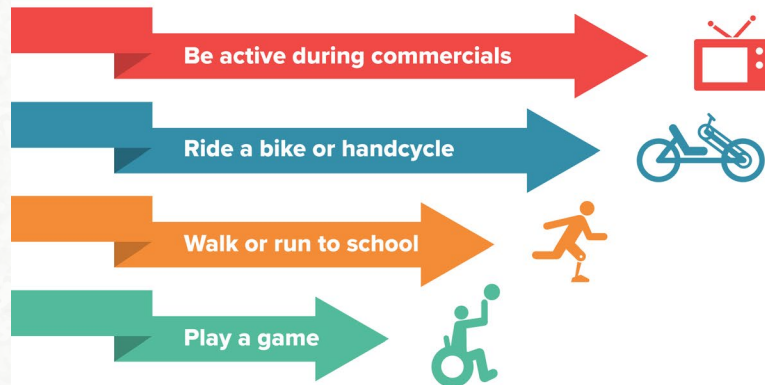 Be active during commercials
Ride a bike or handcycle
Walk or run to school
Play a game